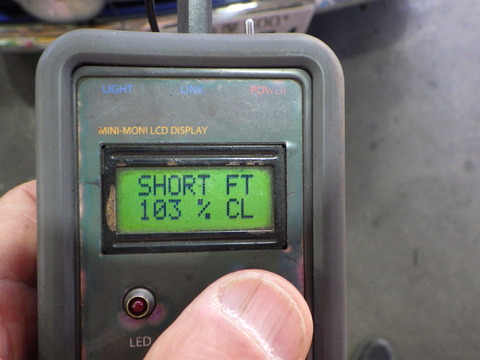 LIGHT LINK POWER
MINI-MONI LCD DISPLAY
SHORT FT
103 % CL
LED